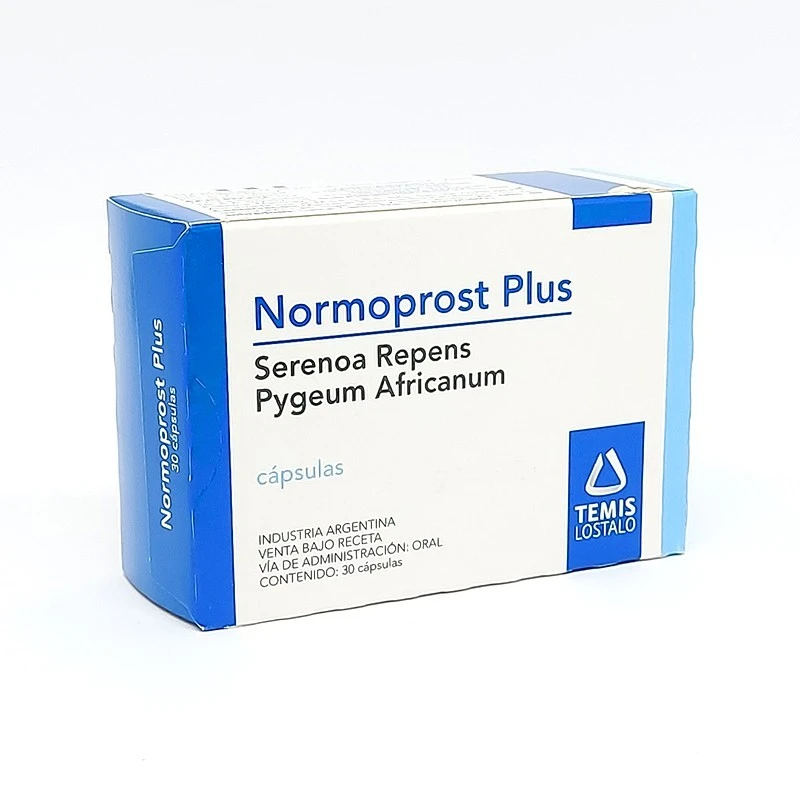 Normoprost Plus
30 cápsulas
Normoprost Plus
Serenoa Repens
Pygeum Africanum
cápsulas
INDUSTRIA ARGENTINA
VENTA BAJO RECETA
VÍA DE ADMINISTRACIÓN: ORAL
CONTENIDO: 30 cápsulas
TEMIS
LOSTALO